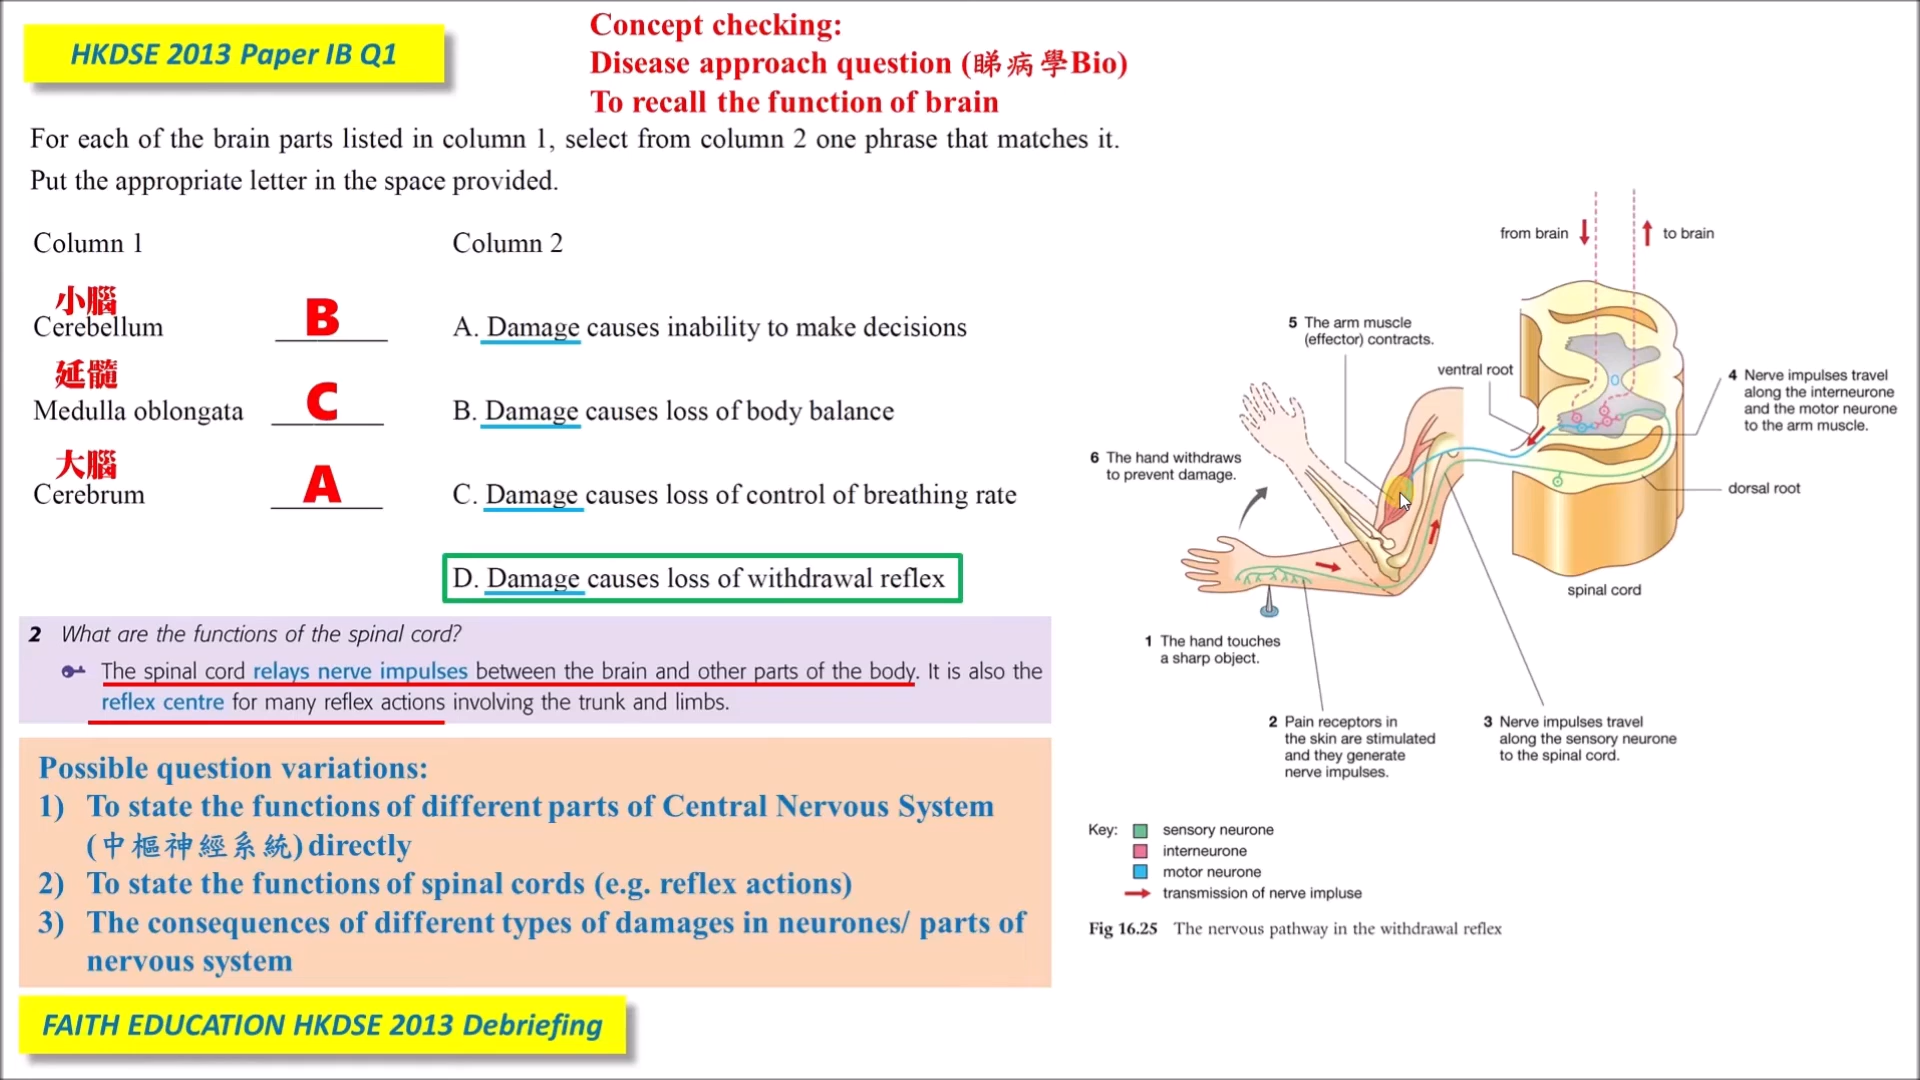 HKDSE 2013 Paper IB Q1
Concept checking:
Disease approach question (睇病學Bio)
To recall the function of brain
For each of the brain parts listed in column 1, select from column 2 one phrase that matches it.
Put the appropriate letter in the space provided.
Column 1
Column 2
小腦
Cerebellum
B
A. Damage causes inability to make decisions
延髓
Medulla oblongata
C
B. Damage causes loss of body balance
大腦
Cerebrum
A
C. Damage causes loss of control of breathing rate
D. Damage causes loss of withdrawal reflex
2 What are the functions of the spinal cord?
The spinal cord relays nerve impulses between the brain and other parts of the body. It is also the
reflex centre for many reflex actions involving the trunk and limbs.
Possible question variations:
1) To state the functions of different parts of Central Nervous System
(中樞神經系統) directly
2) To state the functions of spinal cords (e.g. reflex actions)
3) The consequences of different types of damages in neurones/ parts of
nervous system
FAITH EDUCATION HKDSE 2013 Debriefing
from brain
to brain
5 The arm muscle
(effector) contracts.
ventral root
4 Nerve impulses travel
along the interneurone
and the motor neurone
to the arm muscle.
6 The hand withdraws
to prevent damage.
dorsal root
spinal cord
1 The hand touches
a sharp object.
2 Pain receptors in
the skin are stimulated
and they generate
nerve impulses.
3 Nerve impulses travel
along the sensory neurone
to the spinal cord.
Key:
sensory neurone
interneurone
motor neurone
transmission of nerve impluse
Fig 16.25 The nervous pathway in the withdrawal reflex